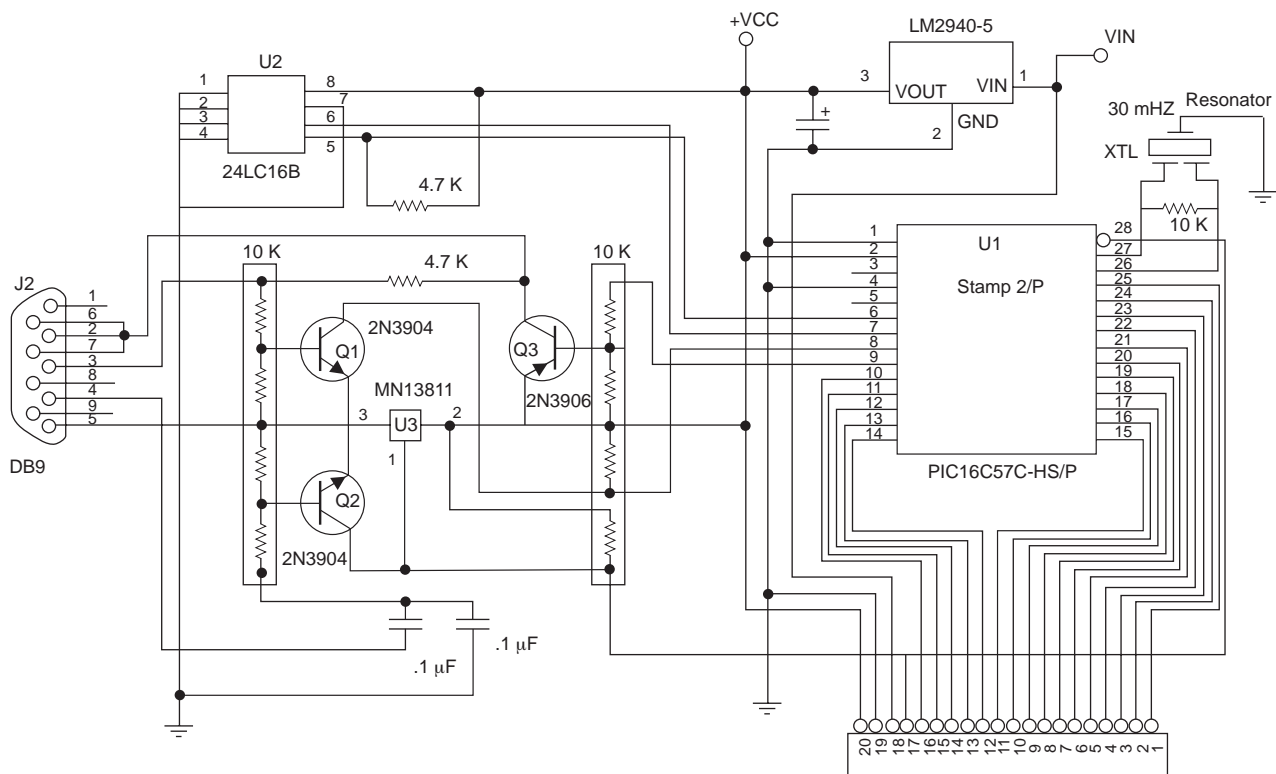 +VCC
LM2940-5
VIN
3
VOUT
VIN
1
2
GND
+
30 mHZ
Resonator
XTL
10 K
U2
1
2
3
4
8
7
6
5
24LC16B
4.7 K
10 K
4.7 K
10 K
J2
1
6
2
7
3
8
4
9
5
DB9
2N3904
Q1
Q3
2N3906
MN13811
3
U3
2
1
Q2
2N3904
.1 μF
.1 μF
U1
Stamp 2/P
PIC16C57C-HS/P
1
2
3
4
5
6
7
8
9
10
11
12
13
14
28
27
26
25
24
23
22
21
20
19
18
17
16
15
20
19
18
17
16
15
14
13
12
11
10
9
8
7
6
5
4
3
2
1